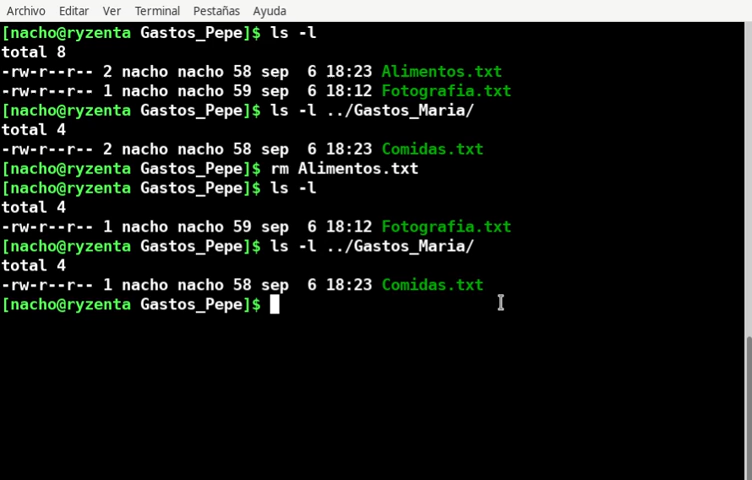 Archivo Editar Ver Terminal Pestañas Ayuda
[nacho@ryzenta Gastos_Pepe]$ ls -l
total 8
-rw-r--r-- 2 nacho nacho 58 sep  6 18:23 Alimentos.txt
-rw-r--r-- 1 nacho nacho 59 sep  6 18:12 Fotografia.txt
[nacho@ryzenta Gastos_Pepe]$ ls -l ../Gastos_Maria/
total 4
-rw-r--r-- 2 nacho nacho 58 sep  6 18:23 Comidas.txt
[nacho@ryzenta Gastos_Pepe]$ rm Alimentos.txt
[nacho@ryzenta Gastos_Pepe]$ ls -l
total 4
-rw-r--r-- 1 nacho nacho 59 sep  6 18:12 Fotografia.txt
[nacho@ryzenta Gastos_Pepe]$ ls -l ../Gastos_Maria/
total 4
-rw-r--r-- 1 nacho nacho 58 sep  6 18:23 Comidas.txt
[nacho@ryzenta Gastos_Pepe]$